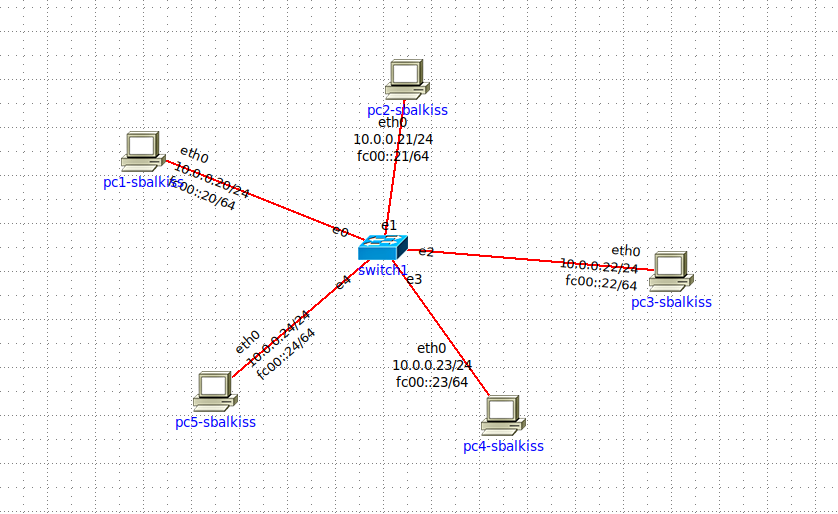 pc2-sbalkiss
eth0
10.0.0.21/24
fc00::21/64
pc1-sbalkiss
eth0
10.0.0.20/24
fc00::20/64
e0
e1
e2
e3
e4
switch1
eth0
10.0.0.22/24
fc00::22/64
pc3-sbalkiss
eth0
10.0.0.24/24
fc00::24/64
pc5-sbalkiss
eth0
10.0.0.23/24
fc00::23/64
pc4-sbalkiss